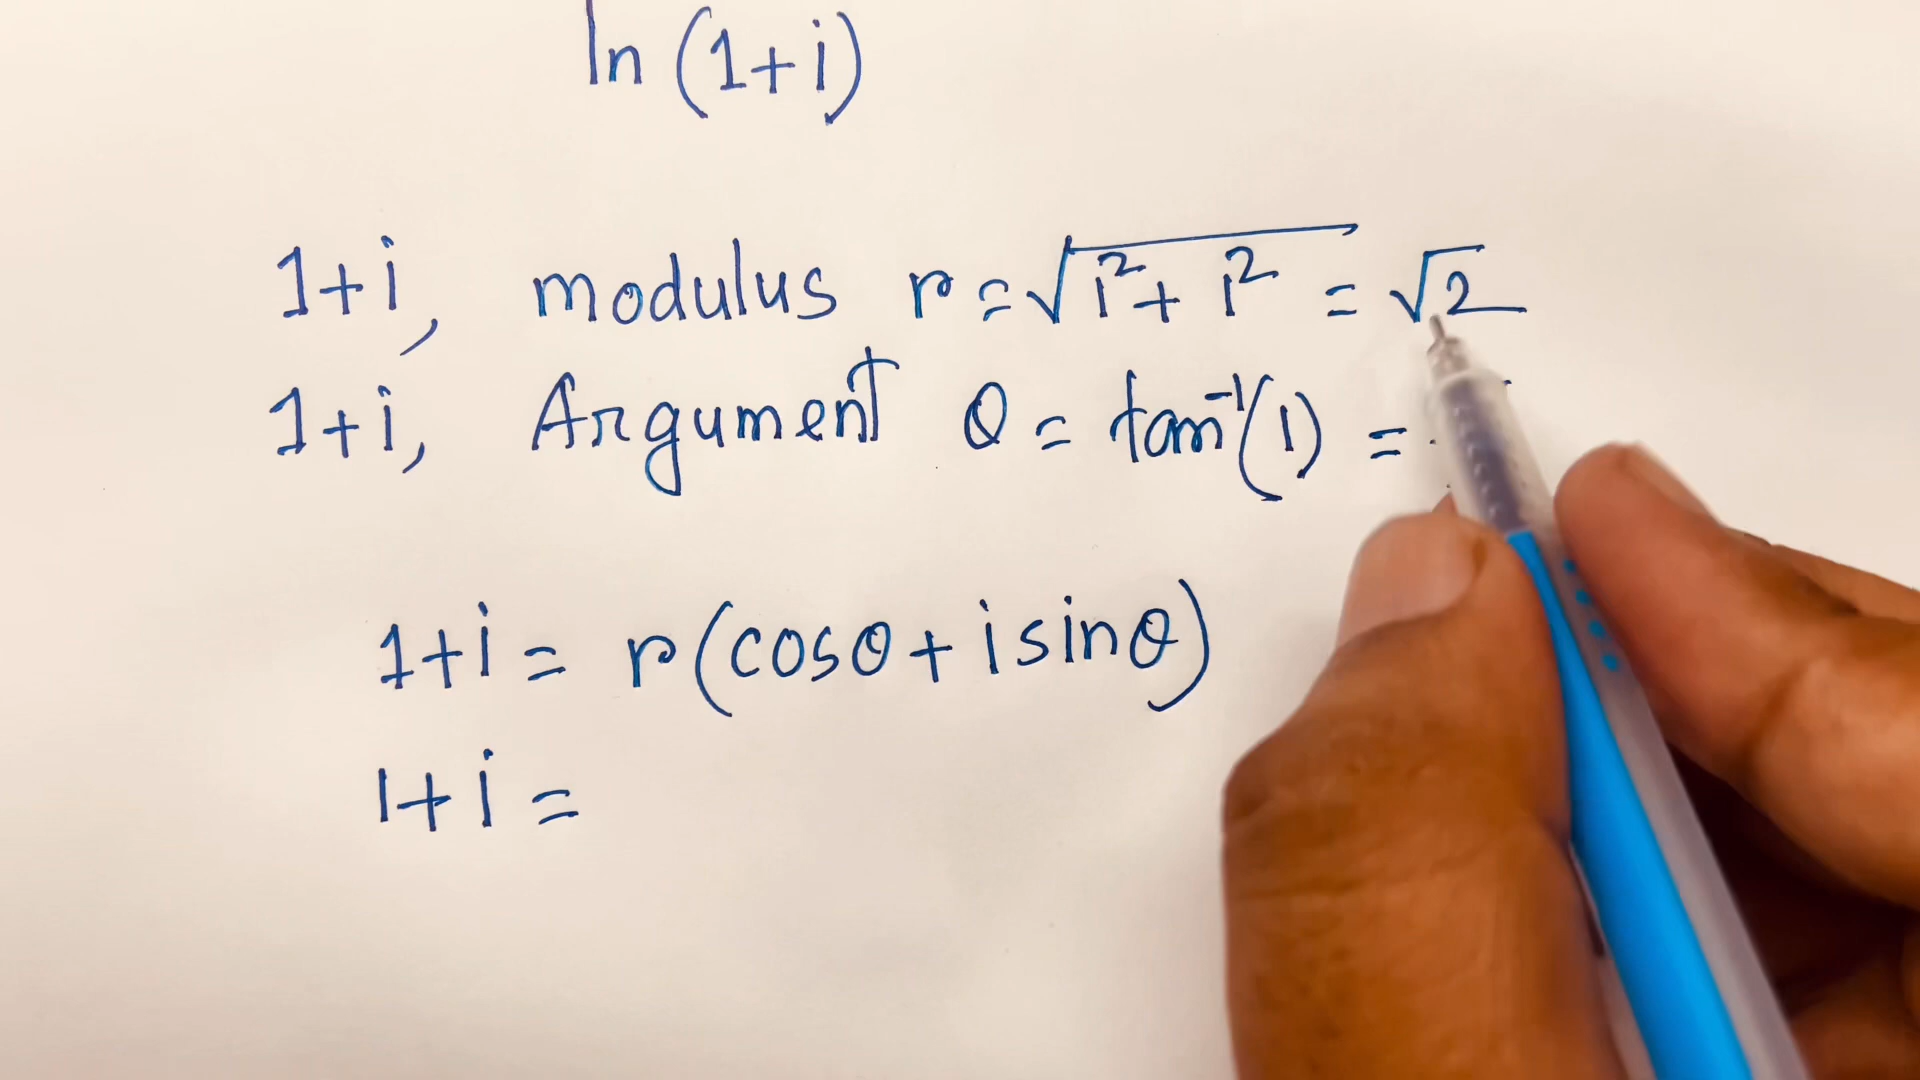 ln (1+i)
1+i, modulus r = √1²+ 1² = √2
1+i, Argument θ = tan⁻¹(1) =
1+i = r(cosθ + i sinθ)
1+i =